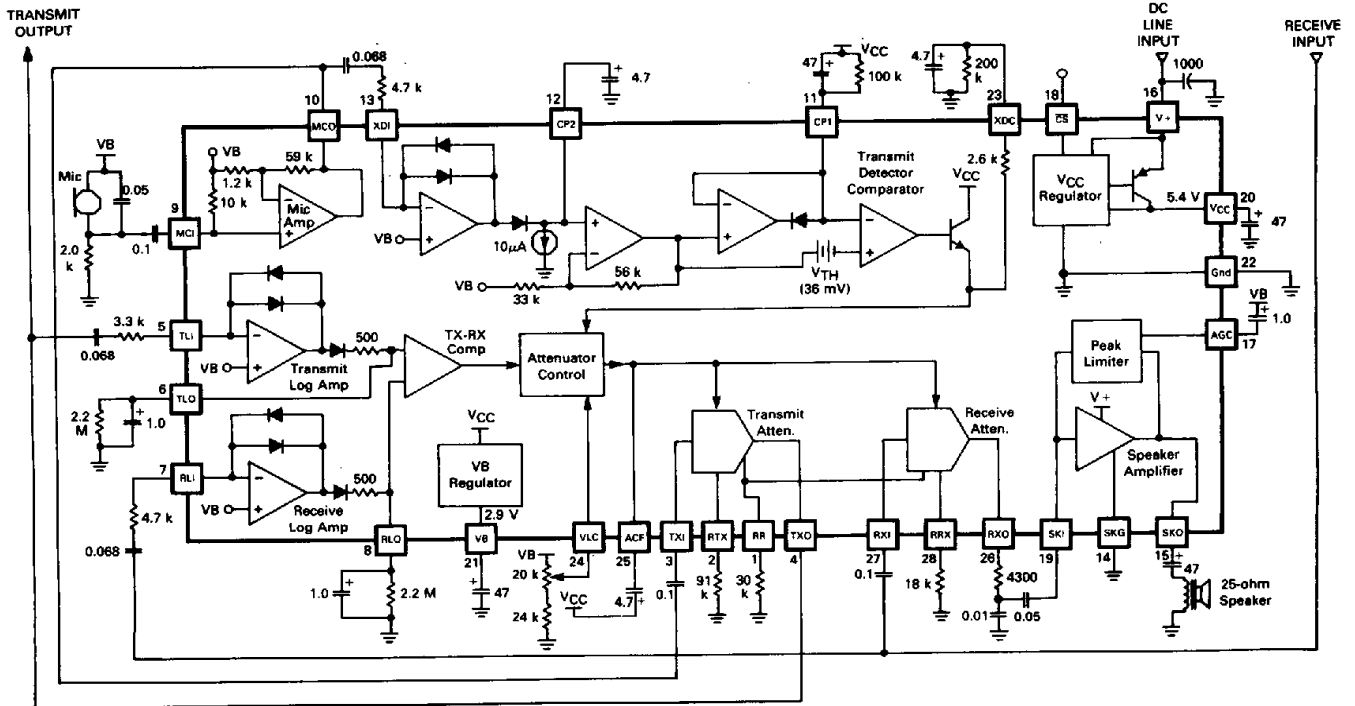 TRANSMIT
OUTPUT
DC
LINE
INPUT
RECEIVE
INPUT
0.068
4.7 k
4.7
+
VCC
47
+
100 k
4.7
+
200
k
1000
10
13
12
11
23
18
16
MCO
XDI
CP2
CP1
XDC
CS
V+
VB
Mic
0.05
VB
59 k
1.2 k
10 k
Mic
Amp
9
MCI
0.1
2.0
k
VB
10μA
VB
33 k
56 k
VTH
(36 mV)
Transmit
Detector
Comparator
VCC
2.6 k
VCC
Regulator
5.4 V
20
VCC
+
47
22
Gnd
VB
+
1.0
AGC
17
3.3 k
5
TLI
0.068
VB
Transmit
Log Amp
500
TX-RX
Comp
Attenuator
Control
Peak
Limiter
6
TLO
2.2
M
+
1.0
VCC
VB
Regulator
2.9 V
Transmit
Atten.
Receive
Atten.
V+
Speaker
Amplifier
7
RLI
VB
Receive
Log Amp
500
4.7 k
0.068
RLO
VB
VLC
ACF
TXI
RTX
RR
TXO
RXI
RRX
RXO
SKI
SKG
SKO
8
21
24
25
3
2
1
4
27
28
26
19
14
15
+
1.0
2.2 M
+
47
VB
20 k
24 k
VCC
4.7
+
0.1
91
k
30
k
0.1
18 k
4300
0.01
0.05
+
47
25-ohm
Speaker